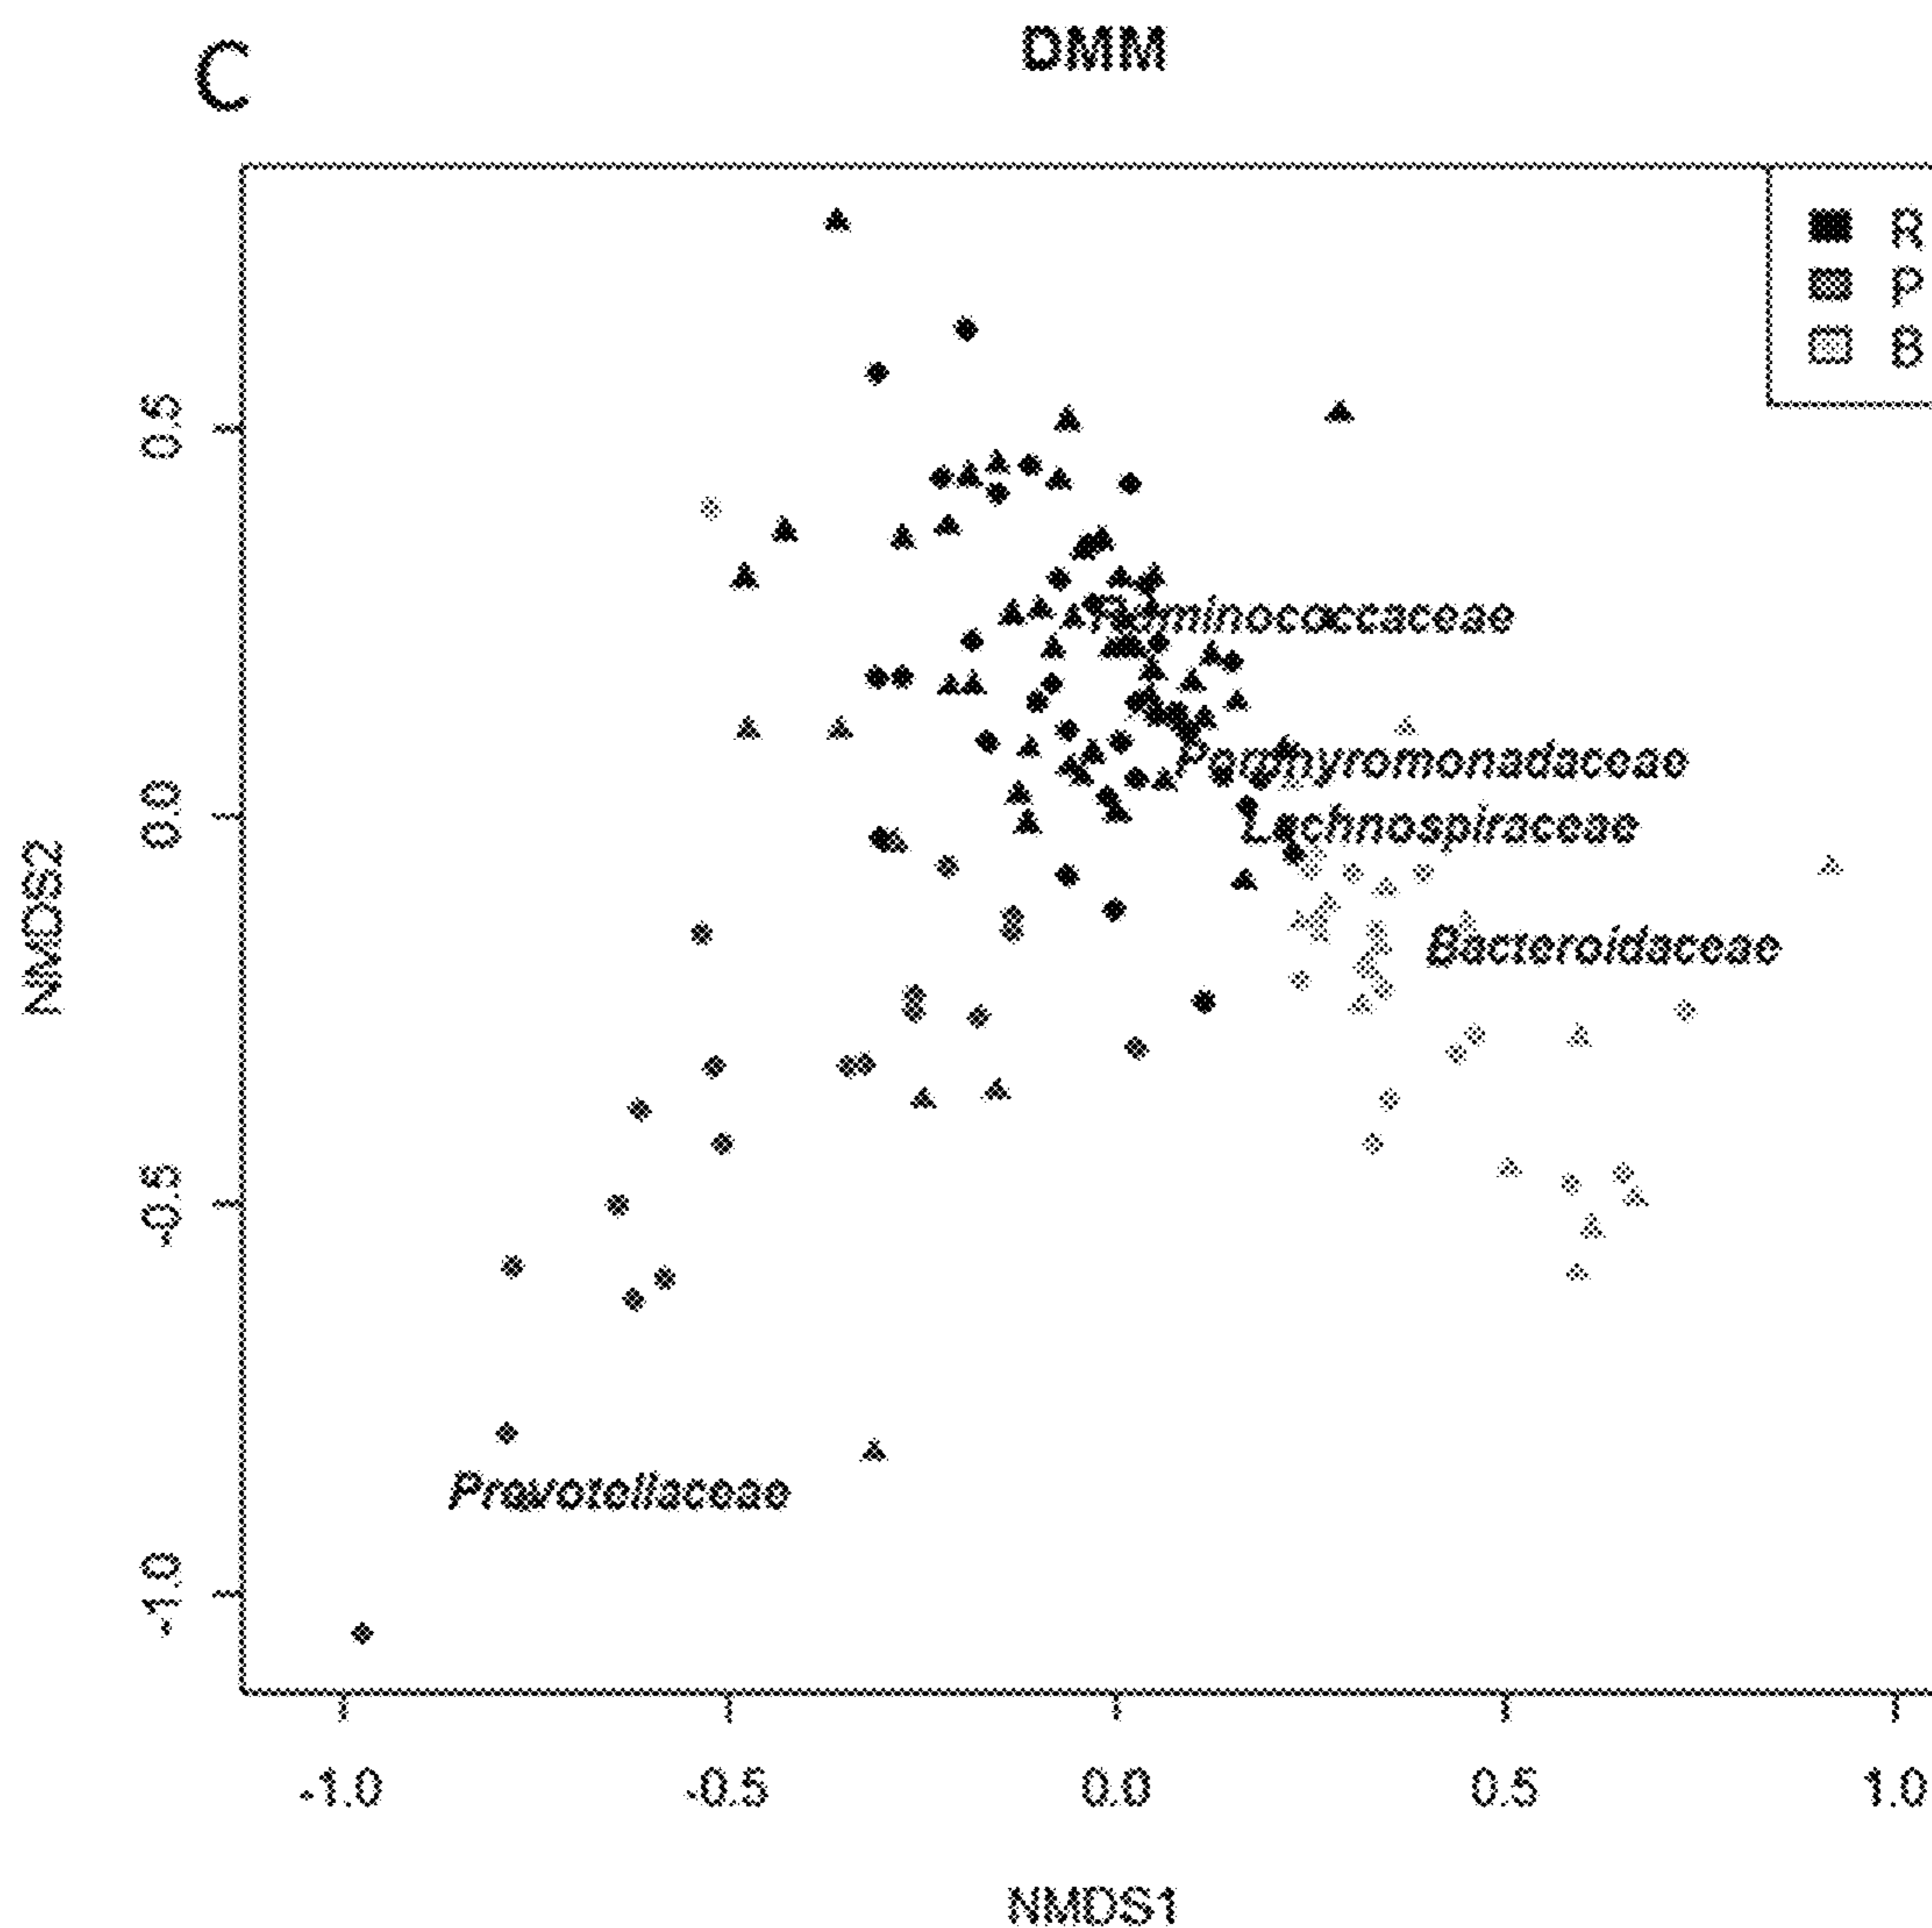 C
DMM
R
P
B
0.5
Ruminococcaceae
Porphyromonadaceae
0.0
Lachnospiraceae
NMDS2
Bacteroidaceae
-0.5
Prevotellaceae
-1.0
-1.0 -0.5 0.0 0.5 1.0
NMDS1